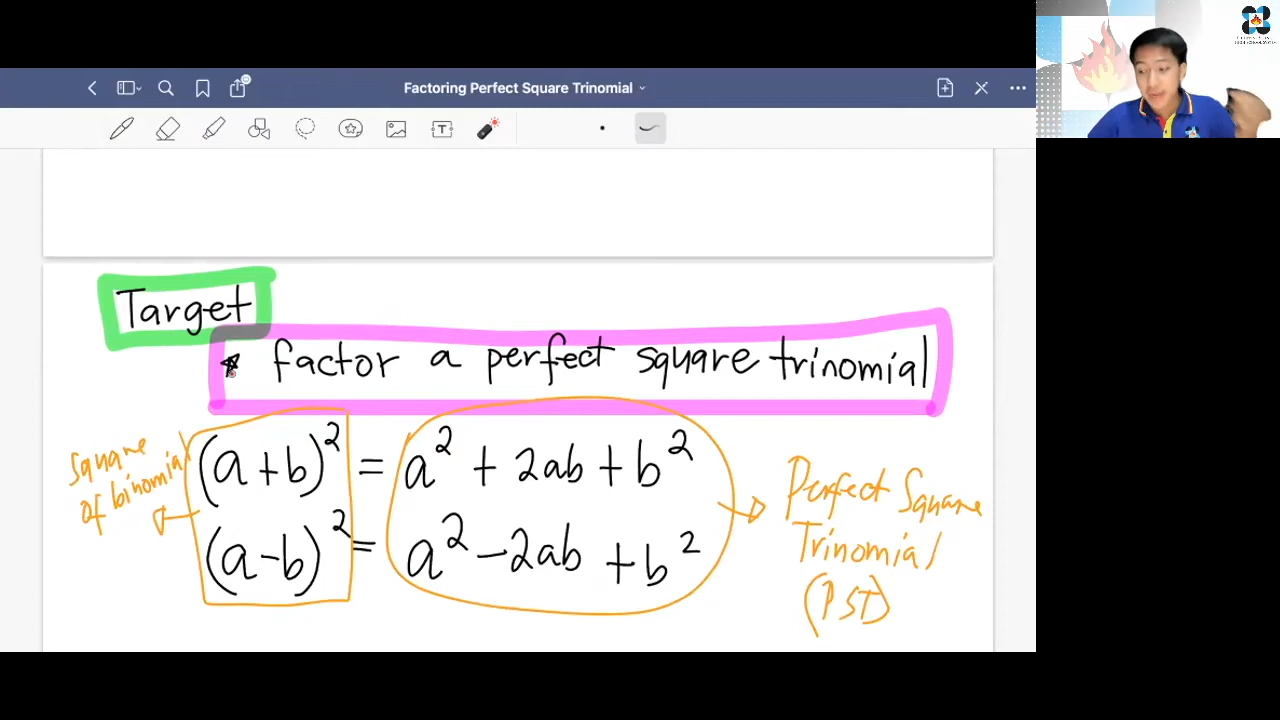 Factoring Perfect Square Trinomial
T
Target
* factor a perfect square trinomial
square
of binomial
(a+b)² = a² + 2ab + b²
(a-b)² = a² - 2ab + b²
Perfect Square
Trinomial
(PST)